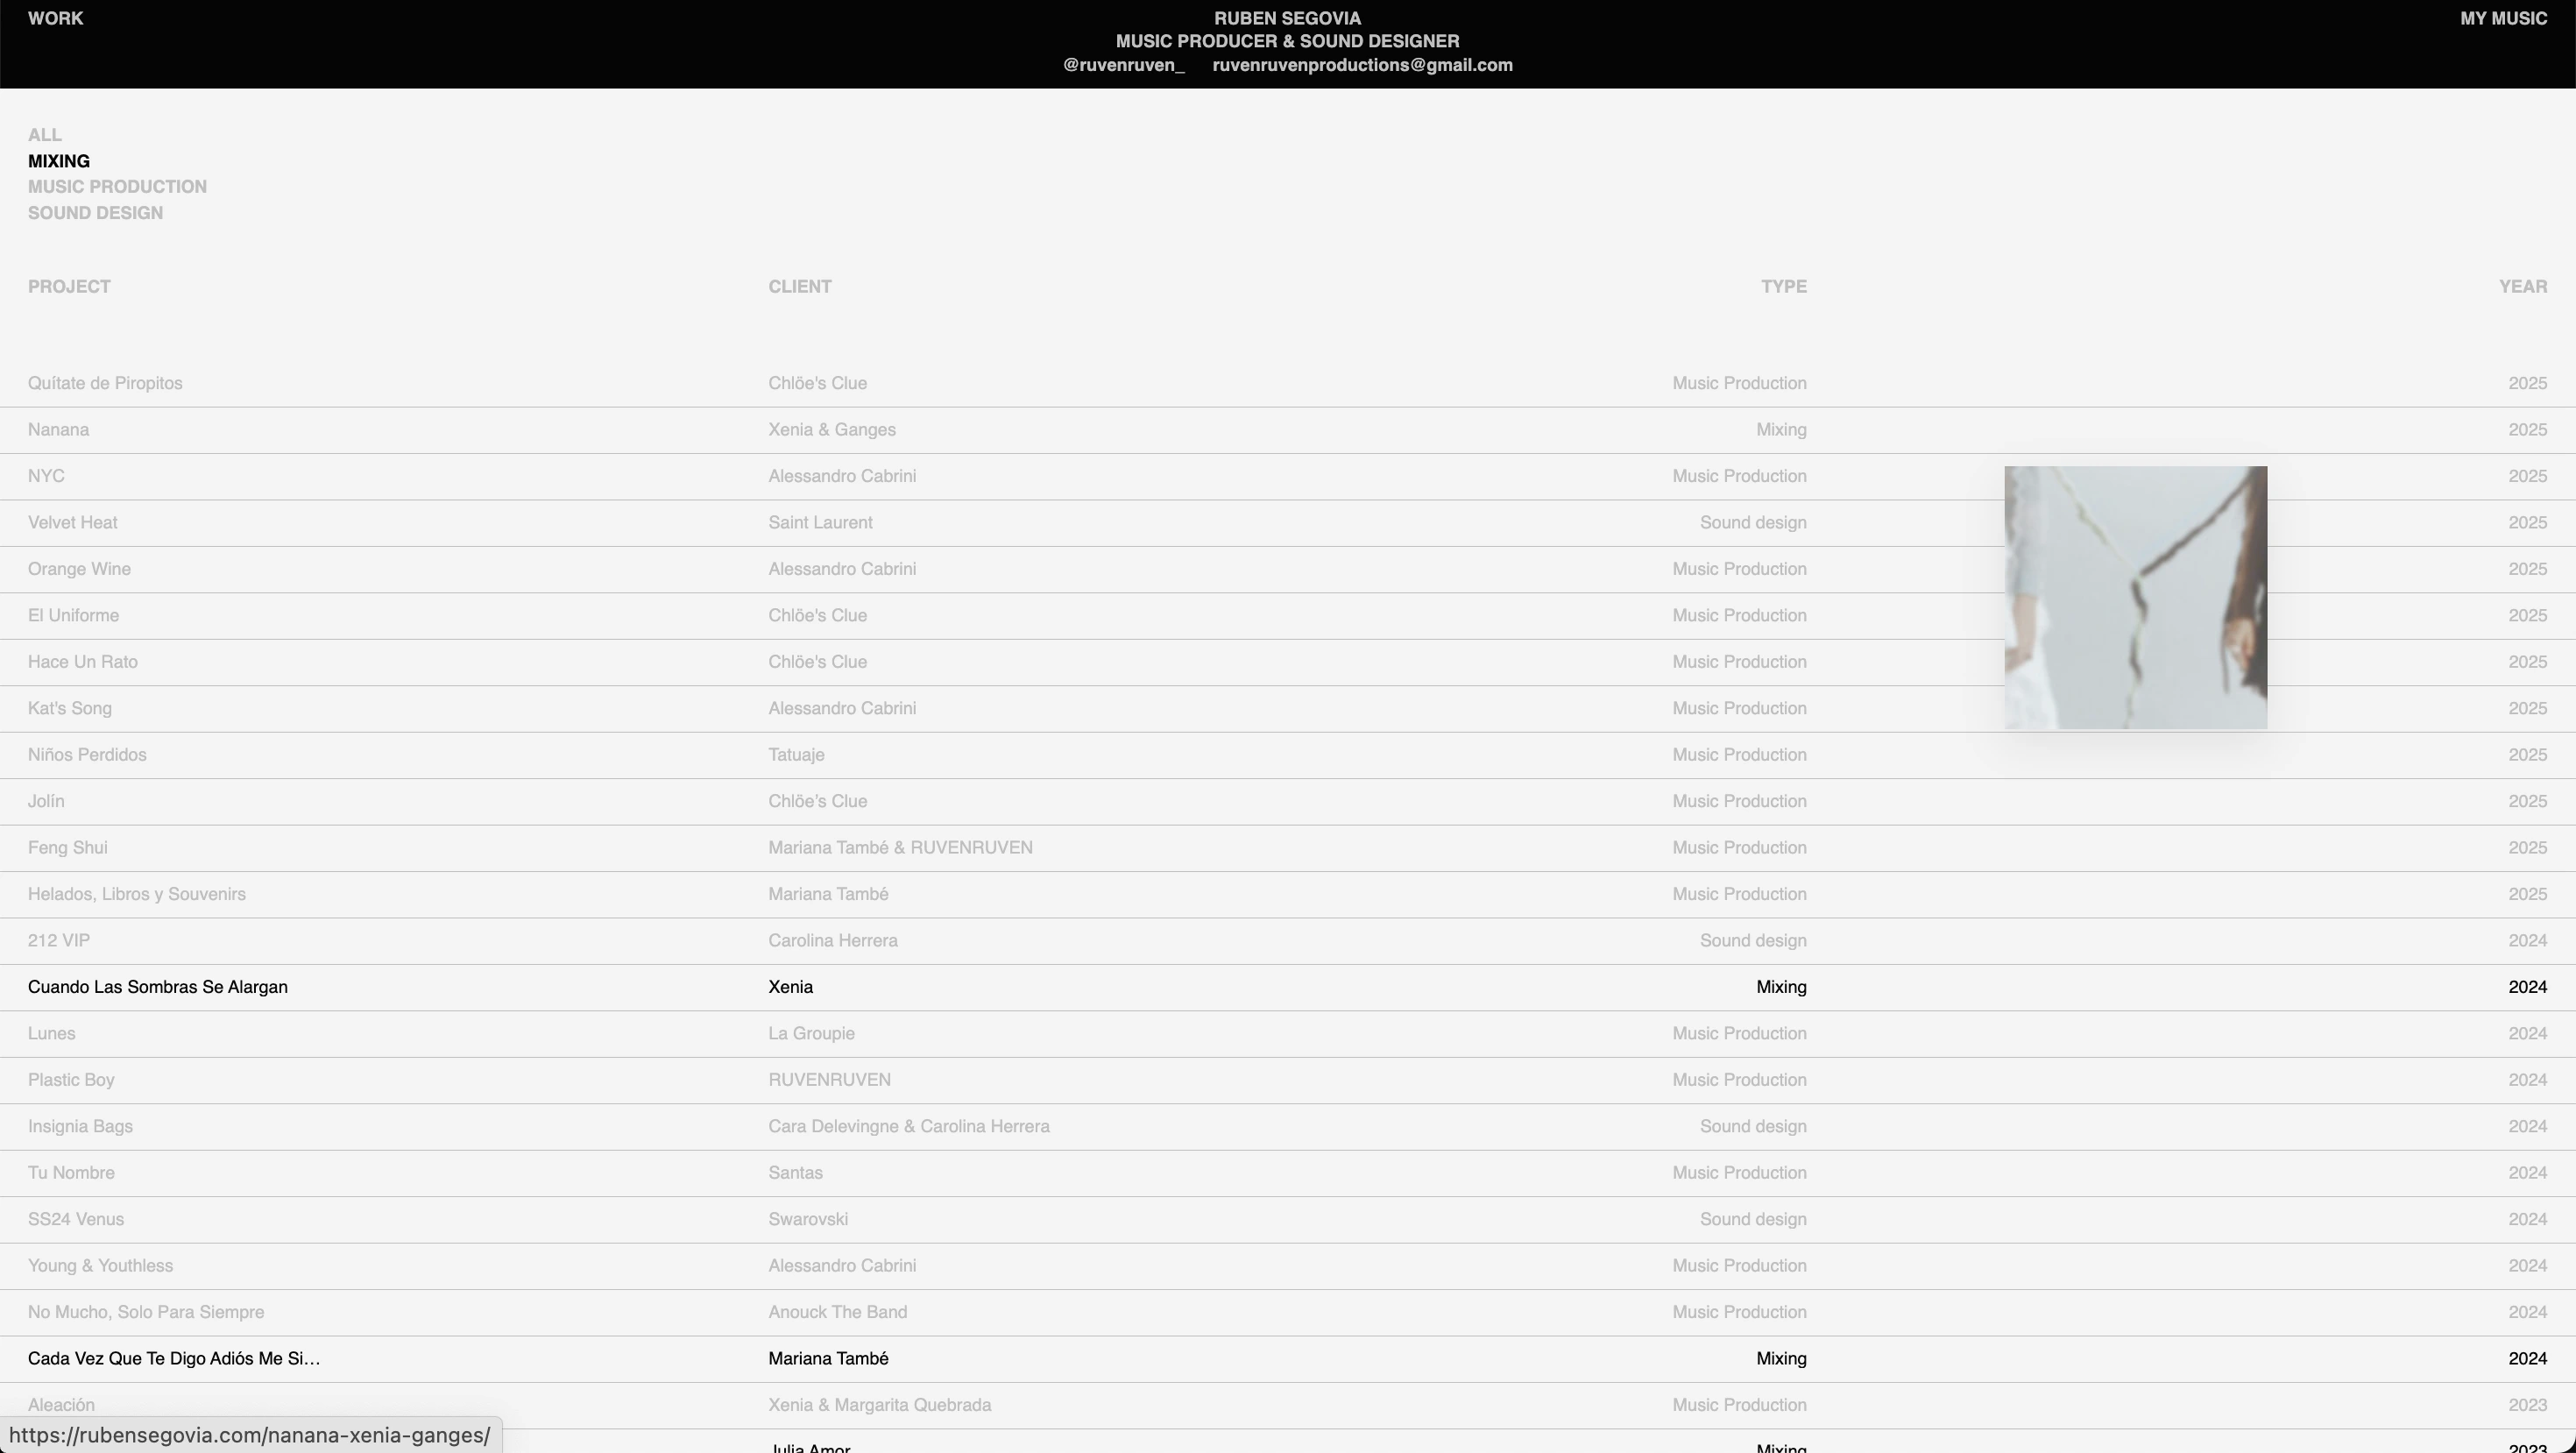 WORK
RUBEN SEGOVIA
MUSIC PRODUCER & SOUND DESIGNER
@ruvenruven_ ruvenruvenproductions@gmail.com
MY MUSIC
ALL
MIXING
MUSIC PRODUCTION
SOUND DESIGN
PROJECT CLIENT TYPE YEAR
Quítate de Piropitos Chlöe's Clue Music Production 2025
Nanana Xenia & Ganges Mixing 2025
NYC Alessandro Cabrini Music Production 2025
Velvet Heat Saint Laurent Sound design 2025
Orange Wine Alessandro Cabrini Music Production 2025
El Uniforme Chlöe's Clue Music Production 2025
Hace Un Rato Chlöe's Clue Music Production 2025
Kat's Song Alessandro Cabrini Music Production 2025
Niños Perdidos Tatuaje Music Production 2025
Jolín Chlöe’s Clue Music Production 2025
Feng Shui Mariana També & RUVENRUVEN Music Production 2025
Helados, Libros y Souvenirs Mariana També Music Production 2025
212 VIP Carolina Herrera Sound design 2024
Cuando Las Sombras Se Alargan Xenia Mixing 2024
Lunes La Groupie Music Production 2024
Plastic Boy RUVENRUVEN Music Production 2024
Insignia Bags Cara Delevingne & Carolina Herrera Sound design 2024
Tu Nombre Santas Music Production 2024
SS24 Venus Swarovski Sound design 2024
Young & Youthless Alessandro Cabrini Music Production 2024
No Mucho, Solo Para Siempre Anouck The Band Music Production 2024
Cada Vez Que Te Digo Adiós Me Si… Mariana També Mixing 2024
Aleación Xenia & Margarita Quebrada Music Production 2023
Julia Amor Mixing 2023
https://rubensegovia.com/nanana-xenia-ganges/